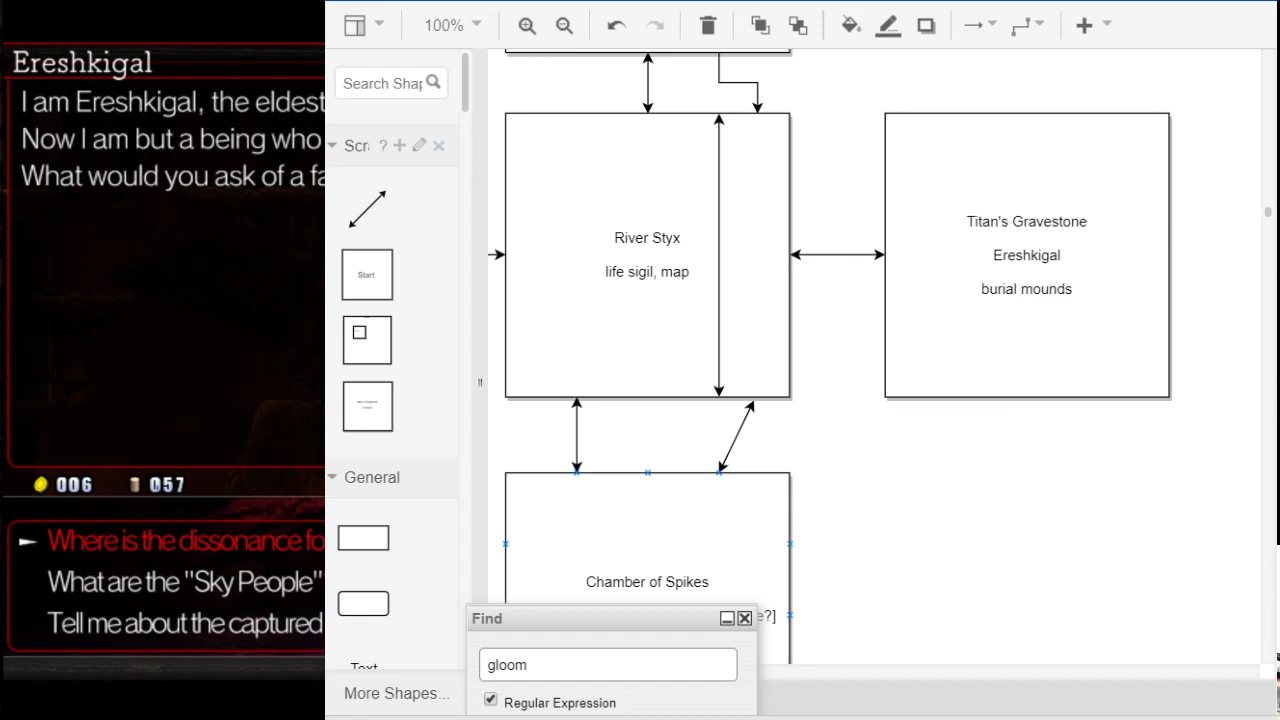 Ereshkigal
I am Ereshkigal, the eldest
Now I am but a being who
What would you ask of a fa
006 057
Where is the dissonance fo
What are the "Sky People"
Tell me about the captured
100%
Search Shap
Scr
?
Start
General
Text
More Shapes...
River Styx
life sigil, map
Titan's Gravestone
Ereshkigal
burial mounds
Chamber of Spikes
e?]
Find
gloom
Regular Expression